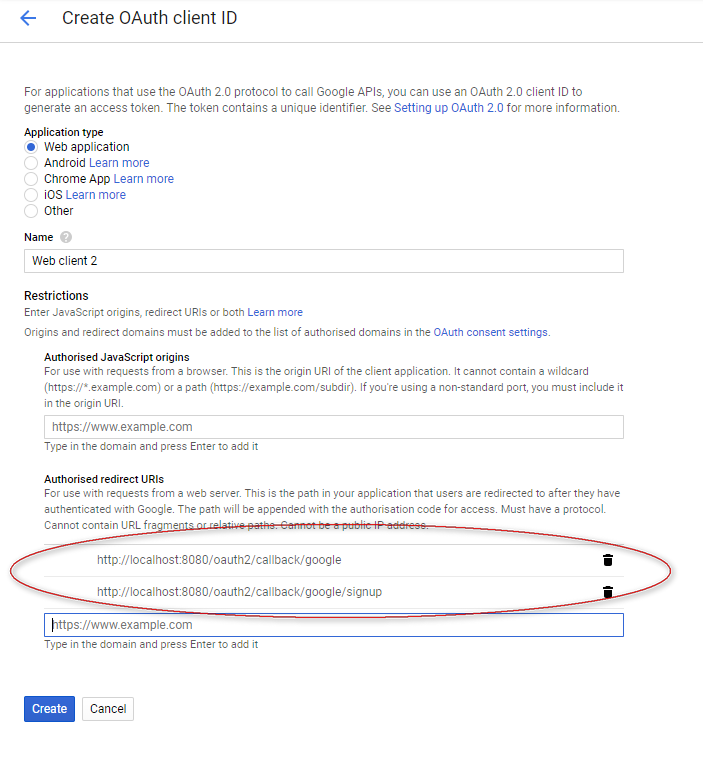 Create OAuth client ID
For applications that use the OAuth 2.0 protocol to call Google APIs, you can use an OAuth 2.0 client ID to
generate an access token. The token contains a unique identifier. See Setting up OAuth 2.0 for more information.
Application type
Web application
Android Learn more
Chrome App Learn more
iOS Learn more
Other
Name ?
Web client 2
Restrictions
Enter JavaScript origins, redirect URIs or both Learn more
Origins and redirect domains must be added to the list of authorised domains in the OAuth consent settings.
Authorised JavaScript origins
For use with requests from a browser. This is the origin URI of the client application. It cannot contain a wildcard
(https://*.example.com) or a path (https://example.com/subdir). If you're using a non-standard port, you must include it
in the origin URI.
https://www.example.com
Type in the domain and press Enter to add it
Authorised redirect URIs
For use with requests from a web server. This is the path in your application that users are redirected to after they have
authenticated with Google. The path will be appended with the authorisation code for access. Must have a protocol.
Cannot contain URL fragments or relative paths. Cannot be a public IP address.
http://localhost:8080/oauth2/callback/google
http://localhost:8080/oauth2/callback/google/signup
https://www.example.com
Type in the domain and press Enter to add it
Create Cancel